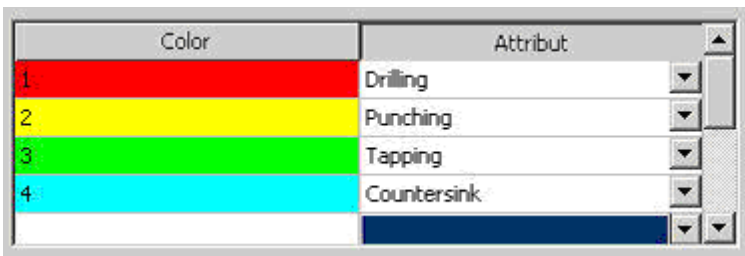 Color Attribut
1 Drilling
2 Punching
3 Tapping
4 Countersink